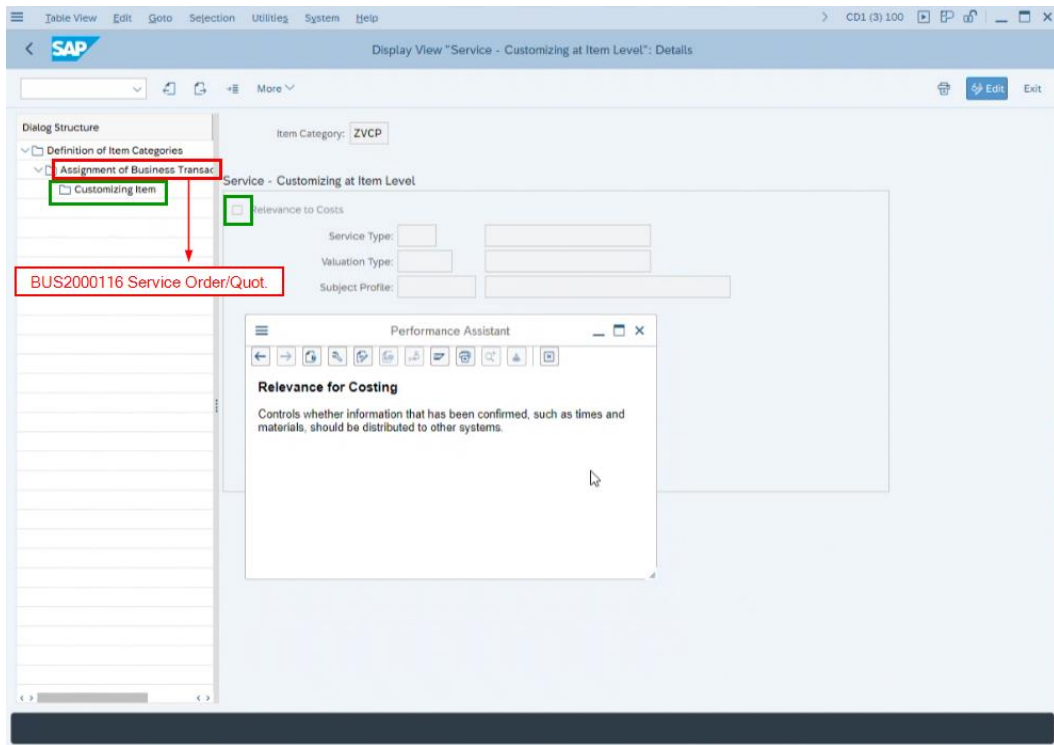 Table View Edit Goto Selection Utilities System Help CD1 (3) 100
SAP Display View "Service - Customizing at Item Level": Details
More Edit Exit
Dialog Structure
Definition of Item Categories
Assignment of Business Transac
Customizing Item
BUS2000116 Service Order/Quot.
Item Category: ZVCP
Service - Customizing at Item Level
Relevance to Costs
Service Type:
Valuation Type:
Subject Profile:
Performance Assistant
Relevance for Costing
Controls whether information that has been confirmed, such as times and
materials, should be distributed to other systems.